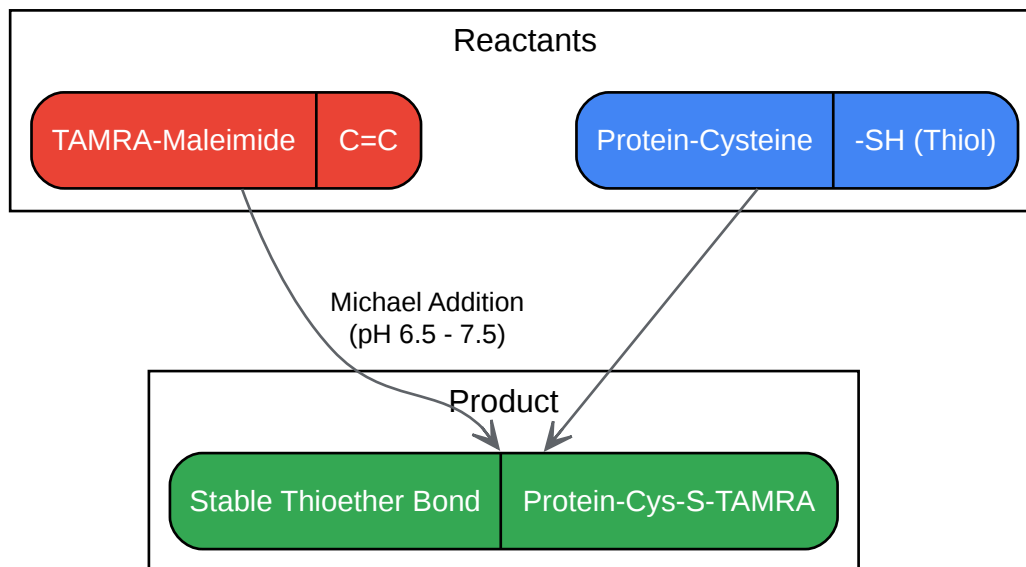 Reactants
TAMRA-Maleimide
C=C
Protein-Cysteine
-SH (Thiol)
Michael Addition
(pH 6.5 - 7.5)
Product
Stable Thioether Bond
Protein-Cys-S-TAMRA